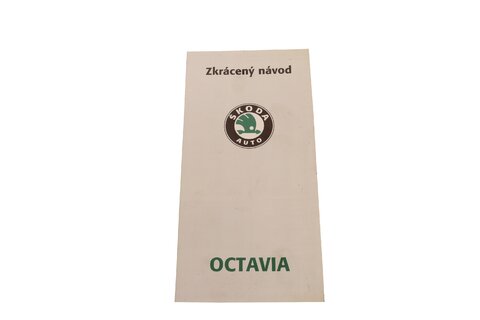 Zkrácený návod
ŠKODA
AUTO
OCTAVIA